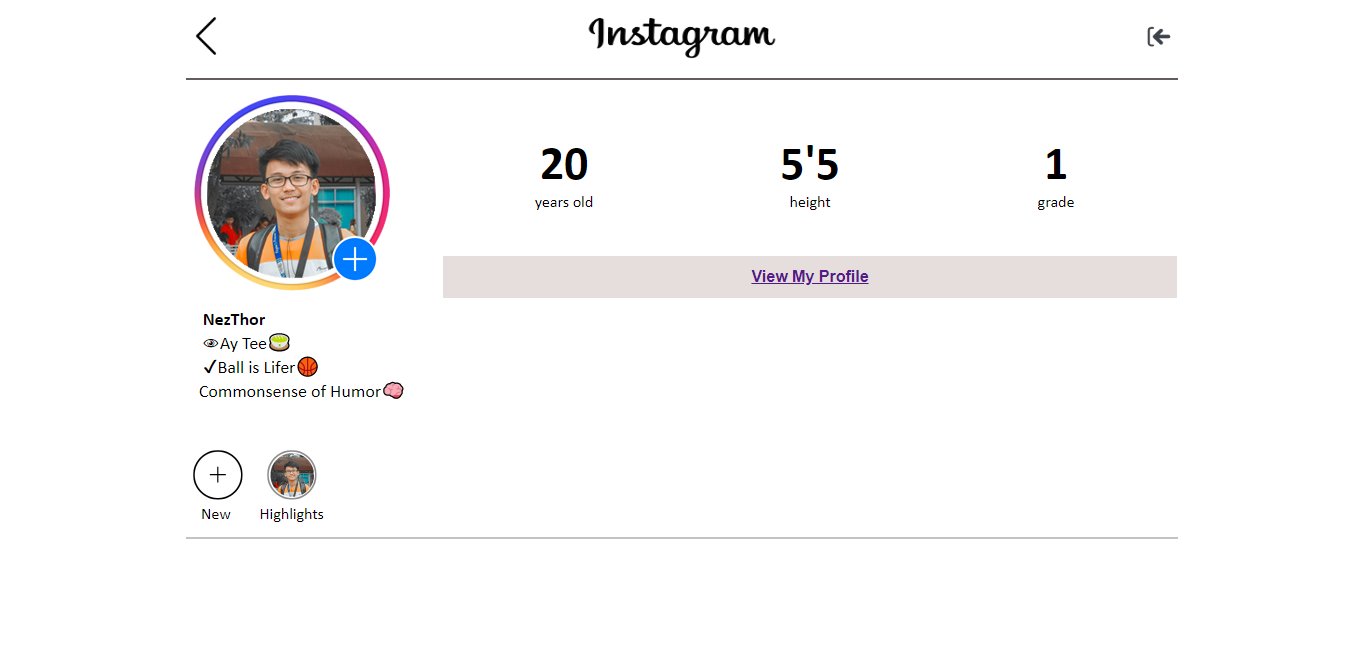 Instagram
20
years old
5'5
height
1
grade
View My Profile
NezThor
👁Ay Tee🍵
✓Ball is Lifer🏀
Commonsense of Humor🧠
New
Highlights